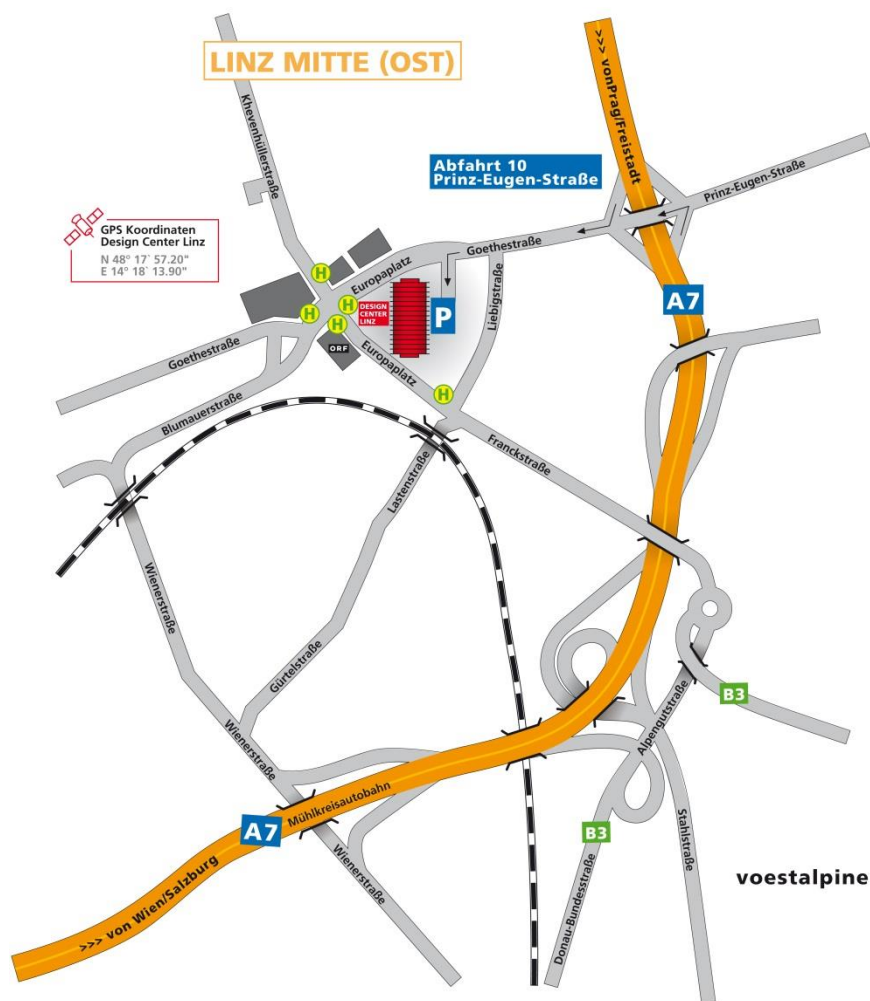 LINZ MITTE (OST)
>>> vonPrag/Freistadt
Khevenhüllerstraße
Abfahrt 10
Prinz-Eugen-Straße
Prinz-Eugen-Straße
GPS Koordinaten
Design Center Linz
N 48° 17` 57.20"
E 14° 18` 13.90"
Goethestraße
Europaplatz
H
A7
H
H
H
DESIGN
CENTER
LINZ
P
Liebigstraße
ORF
Goethestraße
Europaplatz
H
Blumauerstraße
Franckstraße
Lastenstraße
Wienerstraße
Gürtelstraße
B3
Alpengutstraße
Wienerstraße
Mühlkreisautobahn
A7
B3
Stahlstraße
Wienerstraße
voestalpine
>>> von Wien/Salzburg
Donau-Bundesstraße